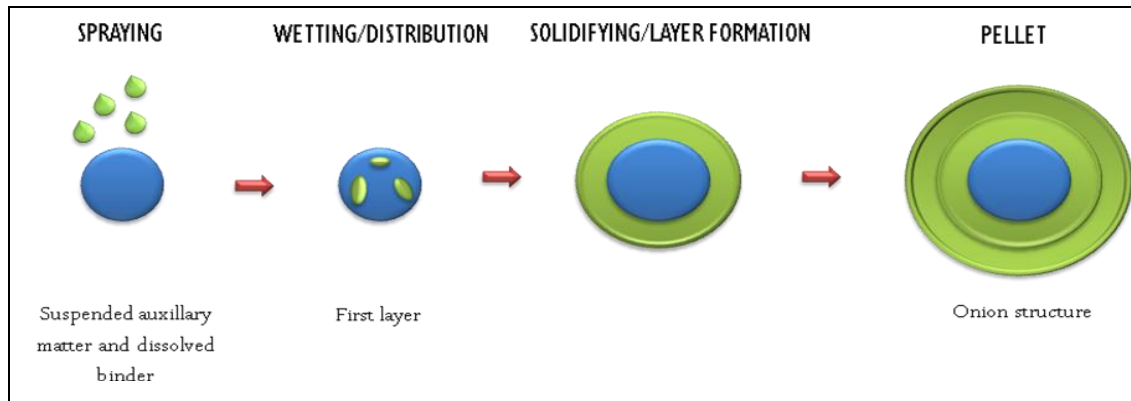 SPRAYING
WETTING/DISTRIBUTION
SOLIDIFYING/LAYER FORMATION
PELLET
Suspended auxillary
matter and dissolved
binder
First layer
Onion structure